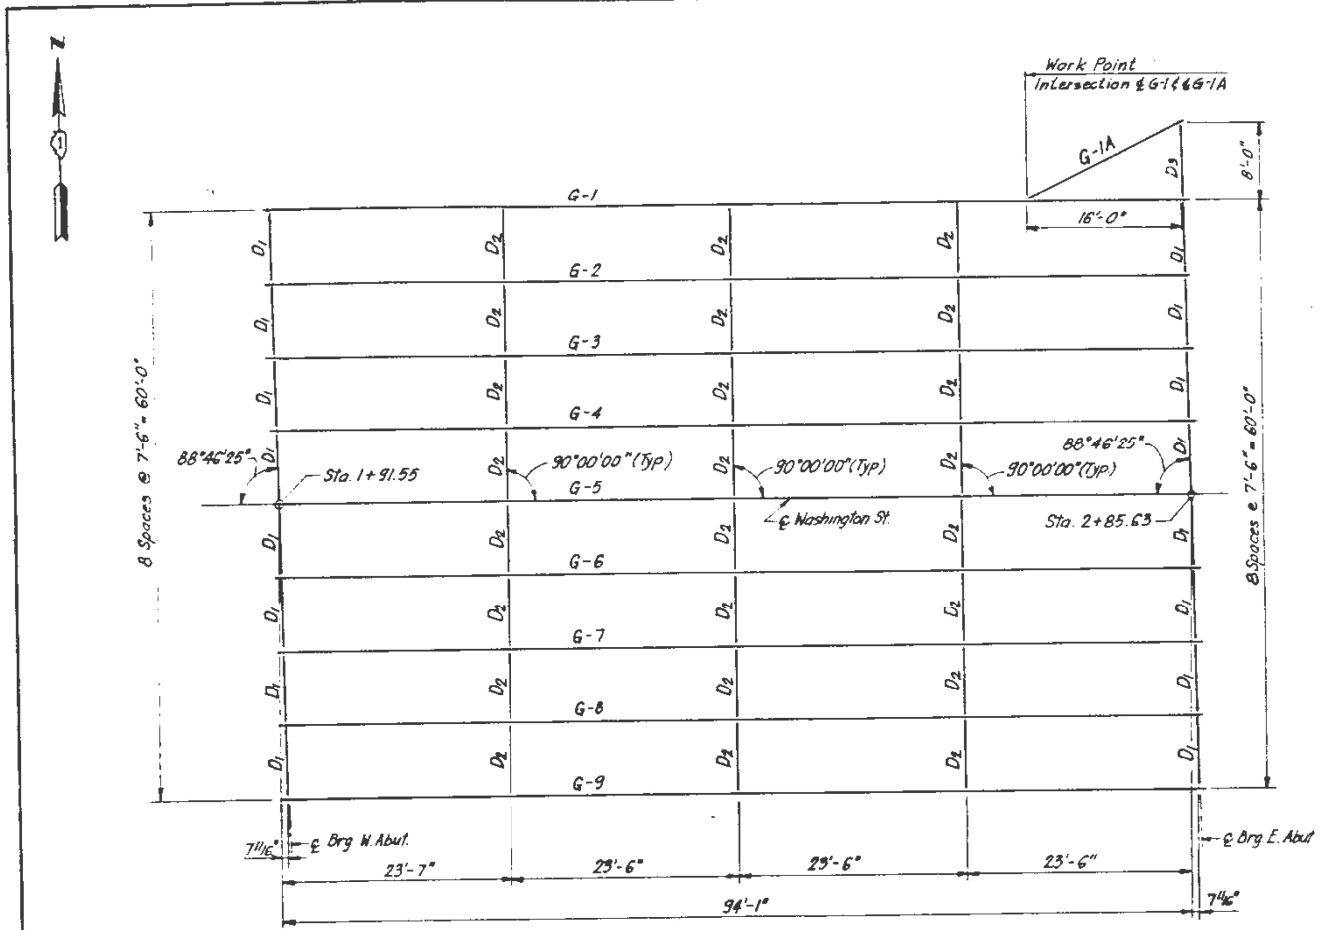 N
1
Work Point
Intersection ℄ G-1 & ℄ G-1A
G-1A
D3
8'-0"
G-1
16'-0"
D1 D2 D2 D2 D1
G-2
D1 D2 D2 D2 D1
G-3
D1 D2 D2 D2 D1
G-4
D1 D2 D2 D2 D1
8 Spaces @ 7'-6" = 60'-0"
8 Spaces @ 7'-6" = 60'-0"
88°46'25"
Sta. 1+91.55
90°00'00" (Typ)
90°00'00" (Typ)
90°00'00" (Typ)
88°46'25"
G-5
℄ Washington St.
Sta. 2+85.63
D1 D2 D2 D2 D1
G-6
D1 D2 D2 D2 D1
G-7
D1 D2 D2 D2 D1
G-8
D1 D2 D2 D2 D1
G-9
7 11/16"
℄ Brg W. Abut.
℄ Brg E. Abut
23'-7"
23'-6"
23'-6"
23'-6"
94'-1"
7 11/16"